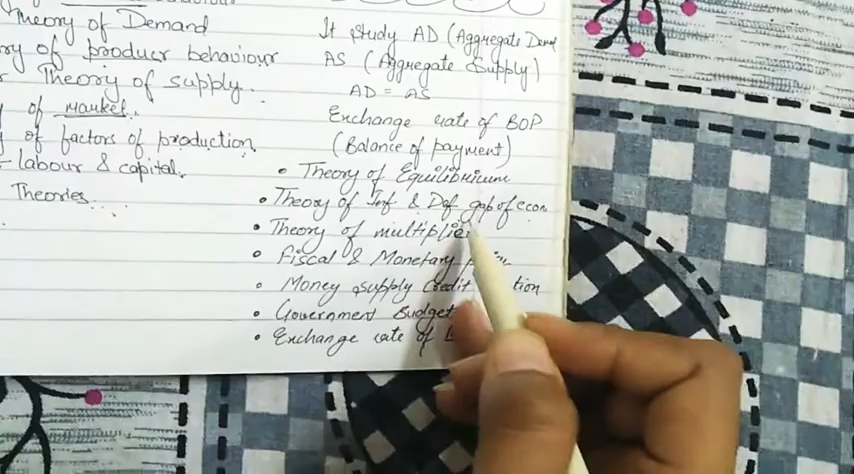 Theory of Demand
ry of producer behaviour
Theory of supply.
of market.
of factors of production.
- labour & capital.
Theories...
It study AD (Aggregate Demd
AS (Aggregate Supply)
AD = AS
Exchange rate of BOP
(Balance of payment)
• Theory of Equilibrium
• Theory of Inf & Def gap of econ
• Theory of multiplier
• Fiscal & Monetary
• Money supply Credit tion
• Government Budget
• Exchange rate of